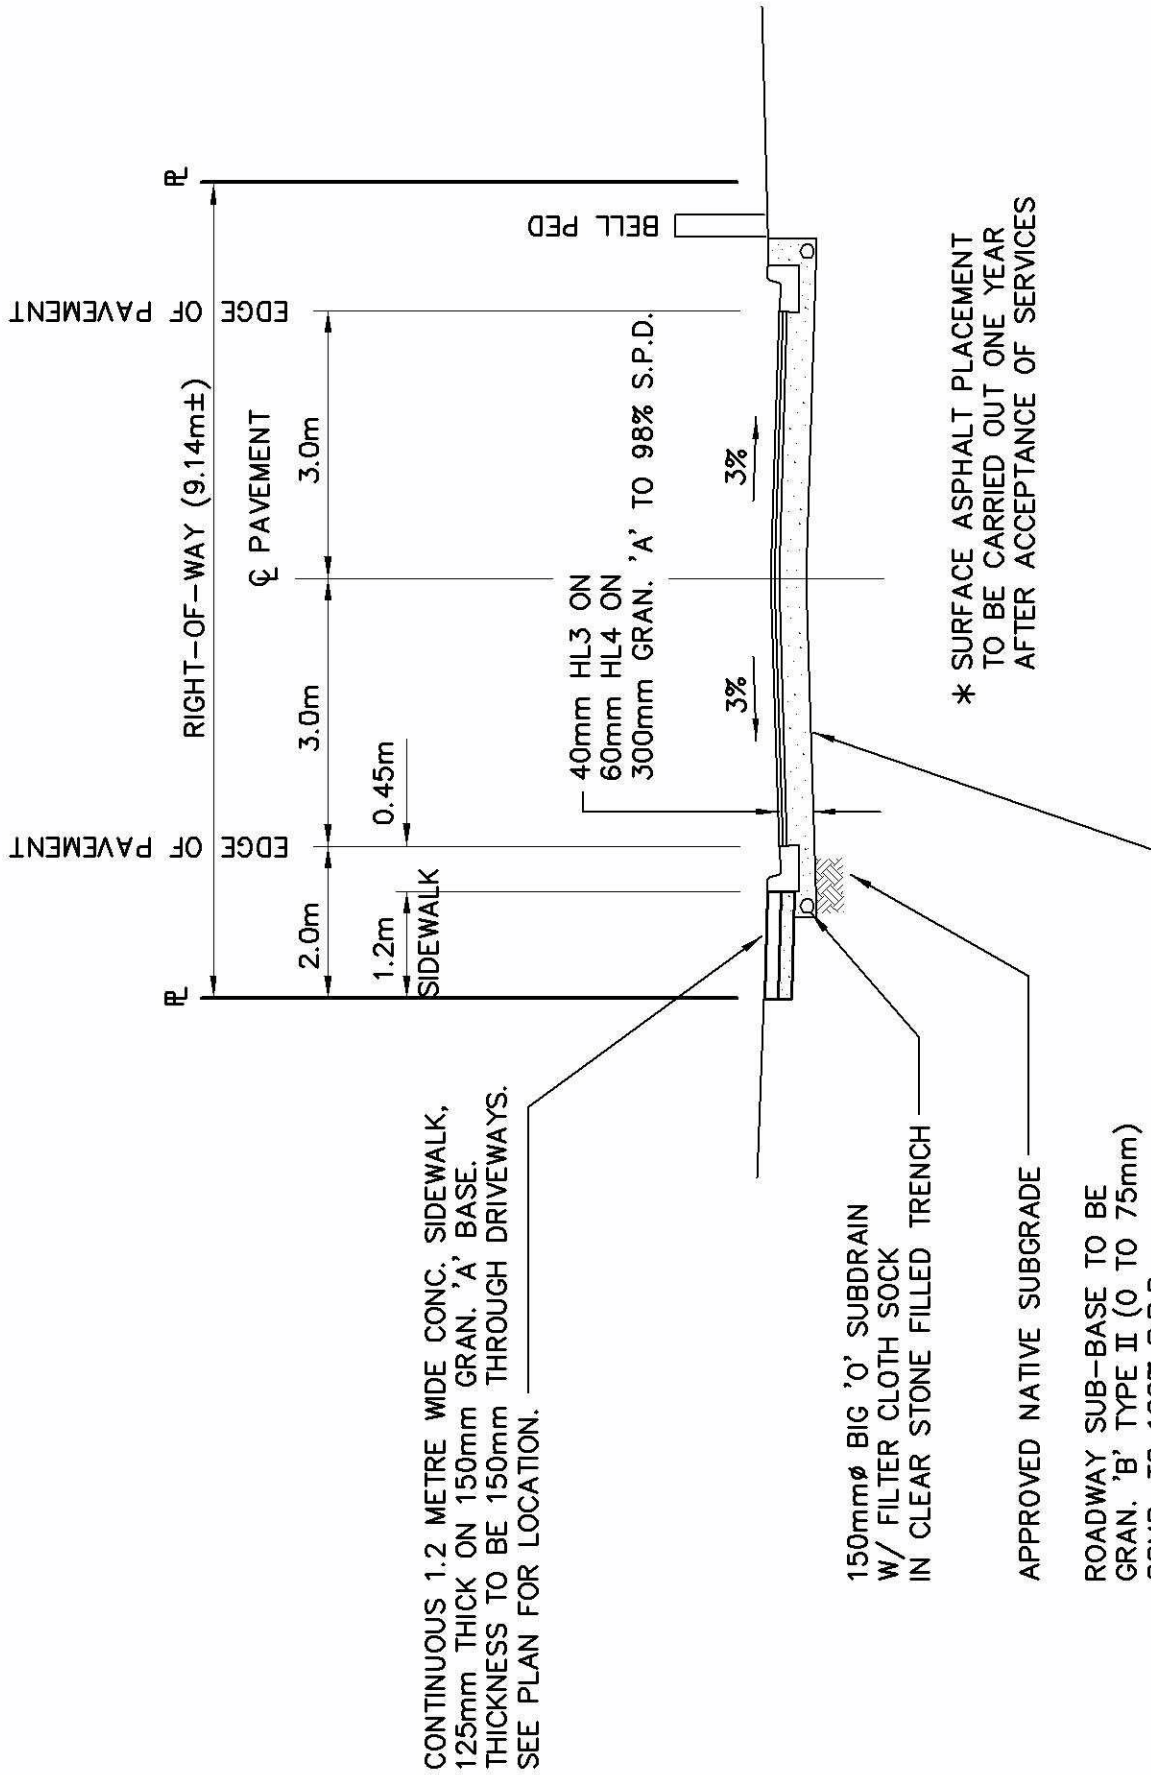 EDGE OF PAVEMENT
EDGE OF PAVEMENT
℄ PAVEMENT
RIGHT-OF-WAY (9.14m±)
2.0m
3.0m
3.0m
1.2m
0.45m
SIDEWALK
BELL PED
CONTINUOUS 1.2 METRE WIDE CONC. SIDEWALK,
125mm THICK ON 150mm GRAN. 'A' BASE.
THICKNESS TO BE 150mm THROUGH DRIVEWAYS.
SEE PLAN FOR LOCATION.
40mm HL3 ON
60mm HL4 ON
300mm GRAN. 'A' TO 98% S.P.D.
3%
3%
150mmø BIG 'O' SUBDRAIN
W/ FILTER CLOTH SOCK
IN CLEAR STONE FILLED TRENCH
APPROVED NATIVE SUBGRADE
ROADWAY SUB-BASE TO BE
GRAN. 'B' TYPE II (0 TO 75mm)
* SURFACE ASPHALT PLACEMENT
TO BE CARRIED OUT ONE YEAR
AFTER ACCEPTANCE OF SERVICES